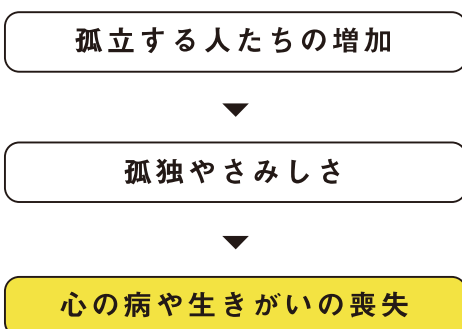 孤立する人たちの増加
孤独やさみしさ
心の病や生きがいの喪失